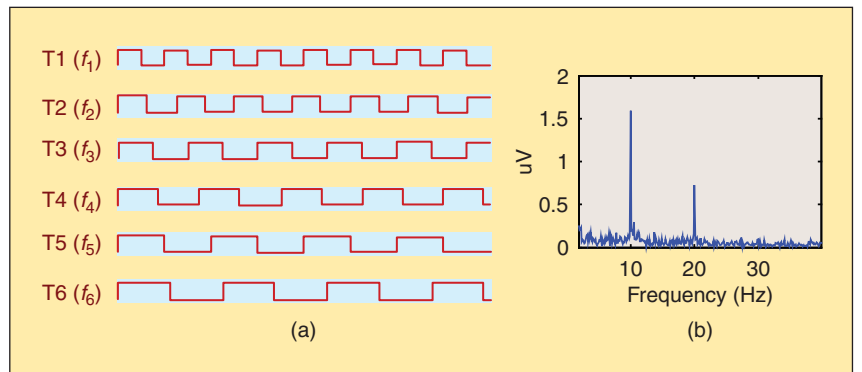 T1 (f1)
T2 (f2)
T3 (f3)
T4 (f4)
T5 (f5)
T6 (f6)
(a)
2
1.5
1
0.5
0
uV
10 20 30
Frequency (Hz)
(b)